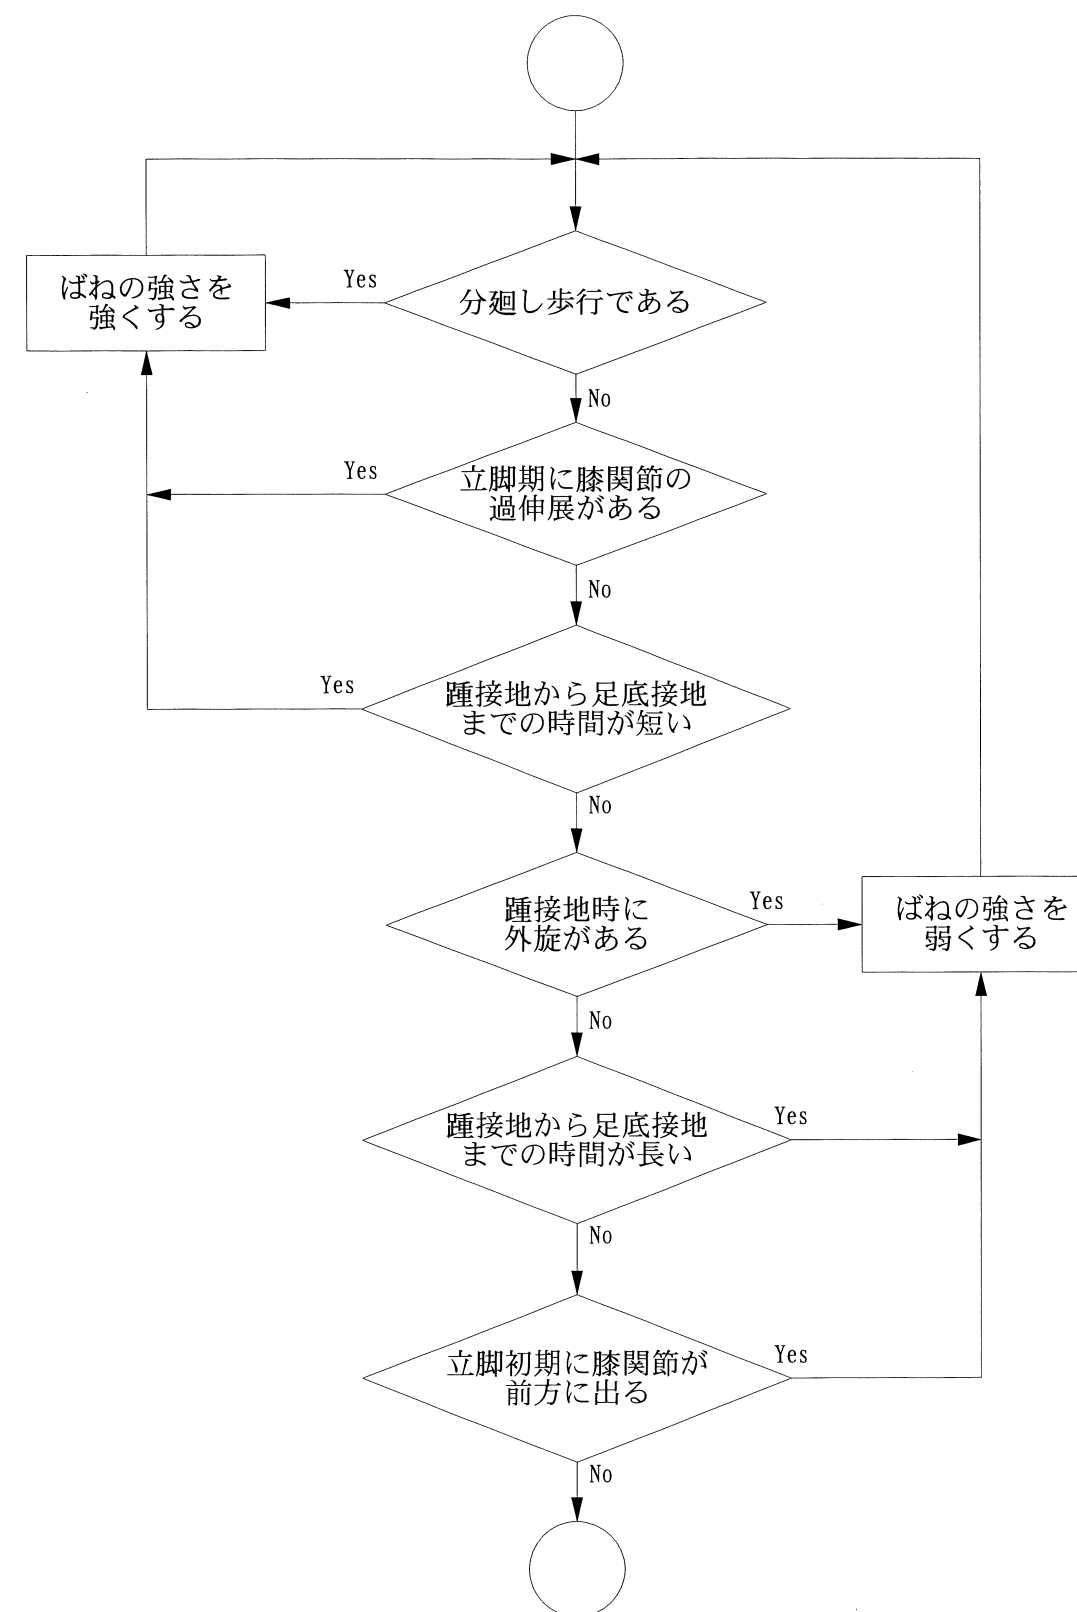 Yes
ばねの強さを
強くする
分廻し歩行である
No
Yes
立脚期に膝関節の
過伸展がある
No
Yes
踵接地から足底接地
までの時間が短い
No
踵接地時に
外旋がある
Yes
ばねの強さを
弱くする
No
踵接地から足底接地
までの時間が長い
Yes
No
立脚初期に膝関節が
前方に出る
Yes
No